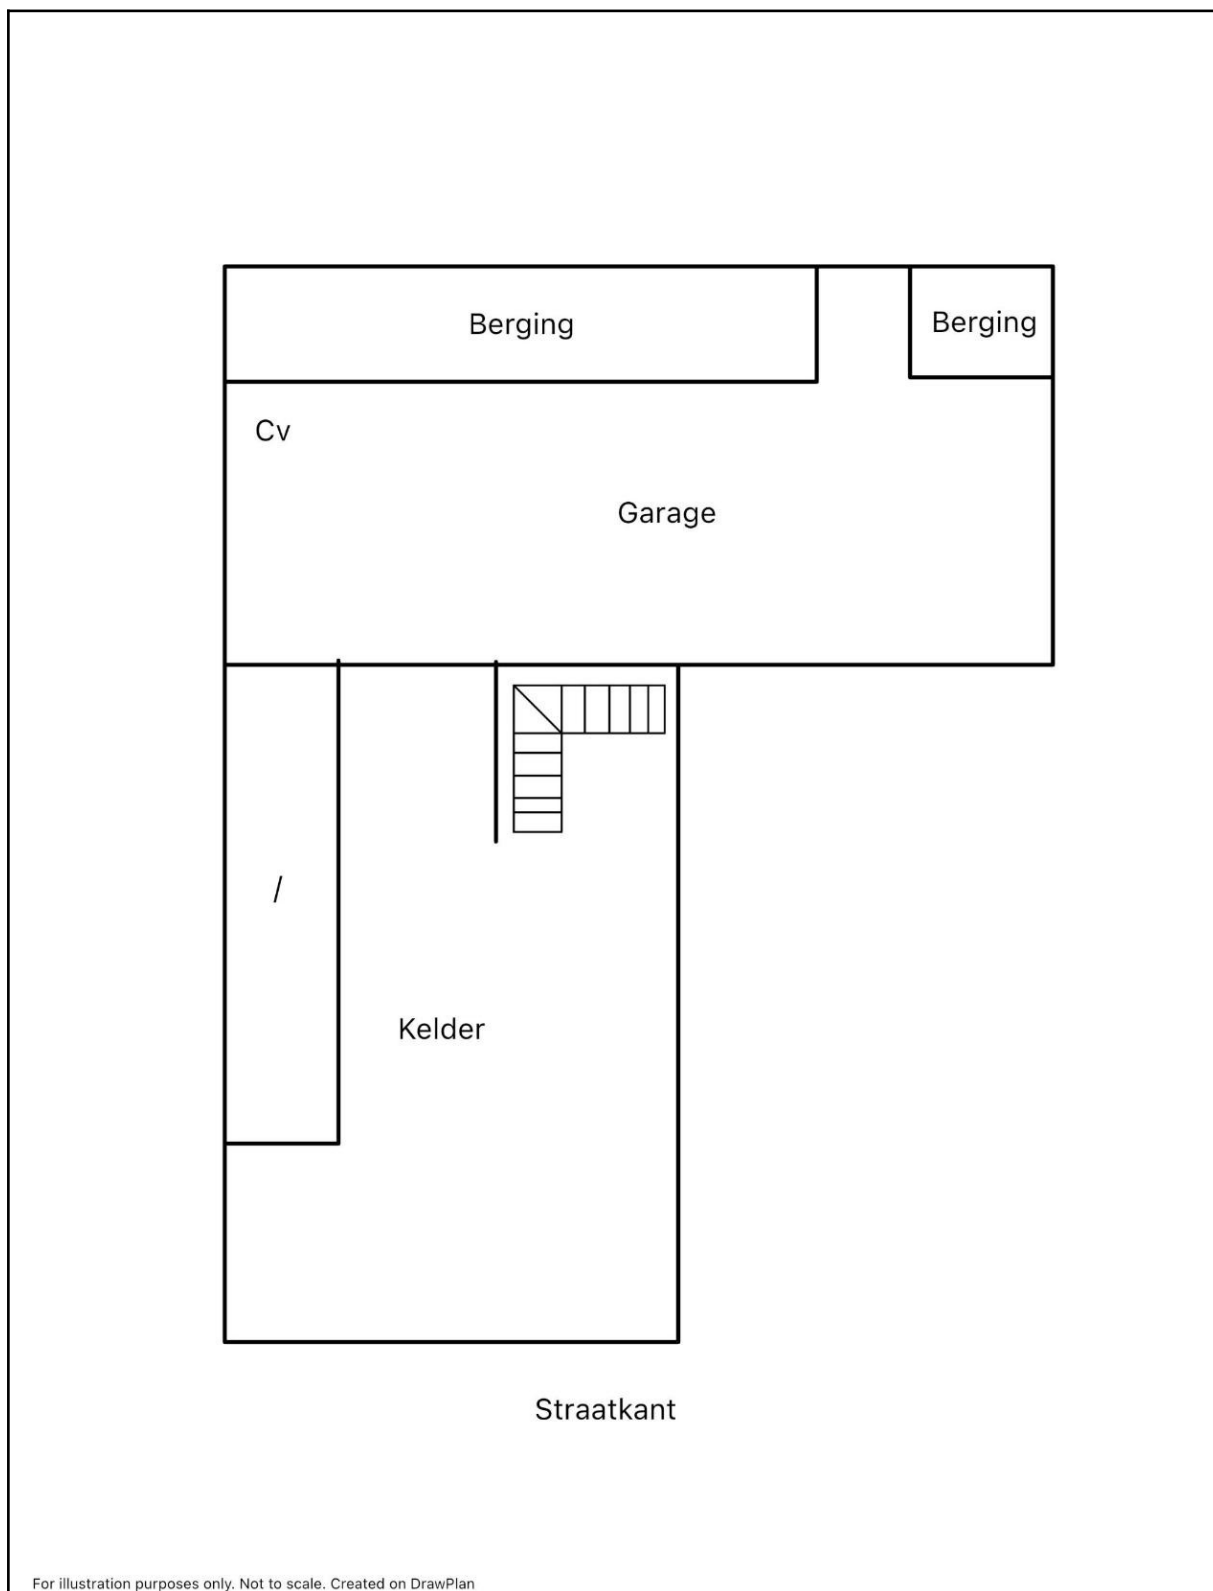 Berging
Berging
Cv
Garage
/
Kelder
Straatkant
For illustration purposes only. Not to scale. Created on DrawPlan